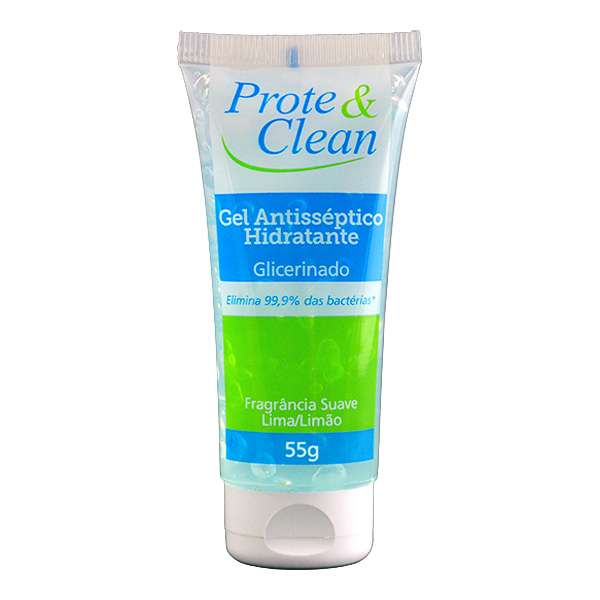 Prote &
Clean
Gel Antisséptico
Hidratante
Glicerinado
Elimina 99,9% das bactérias*
Fragrância Suave
Lima/Limão
55g